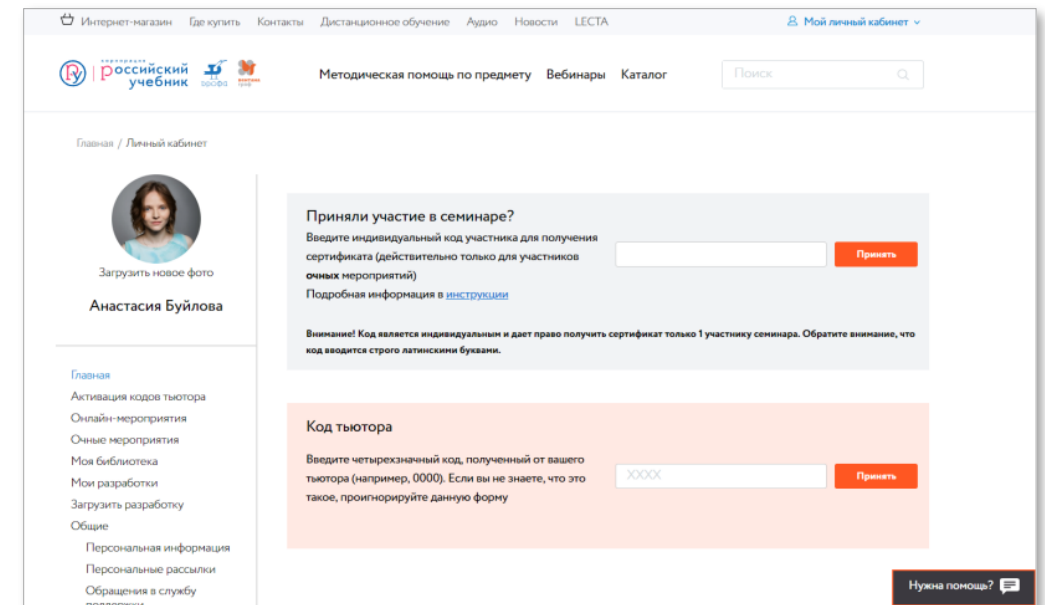 Интернет-магазин Где купить Контакты Дистанционное обучение Аудио Новости LECTA Мой личный кабинет
корпорация
российский
учебник
дрофа
Методическая помощь по предмету Вебинары Каталог Поиск
Главная / Личный кабинет
Загрузить новое фото
Анастасия Буйлова
Главная
Активация кодов тьютора
Онлайн-мероприятия
Очные мероприятия
Моя библиотека
Мои разработки
Загрузить разработку
Общие
Персональная информация
Персональные рассылки
Обращения в службу
поддержки
Приняли участие в семинаре?
Введите индивидуальный код участника для получения
сертификата (действительно только для участников
очных мероприятий)
Подробная информация в инструкции
Принять
Внимание! Код является индивидуальным и дает право получить сертификат только 1 участнику семинара. Обратите внимание, что
код вводится строго латинскими буквами.
Код тьютора
Введите четырехзначный код, полученный от вашего
тьютора (например, 0000). Если вы не знаете, что это
такое, проигнорируйте данную форму
XXXX
Принять
Нужна помощь?